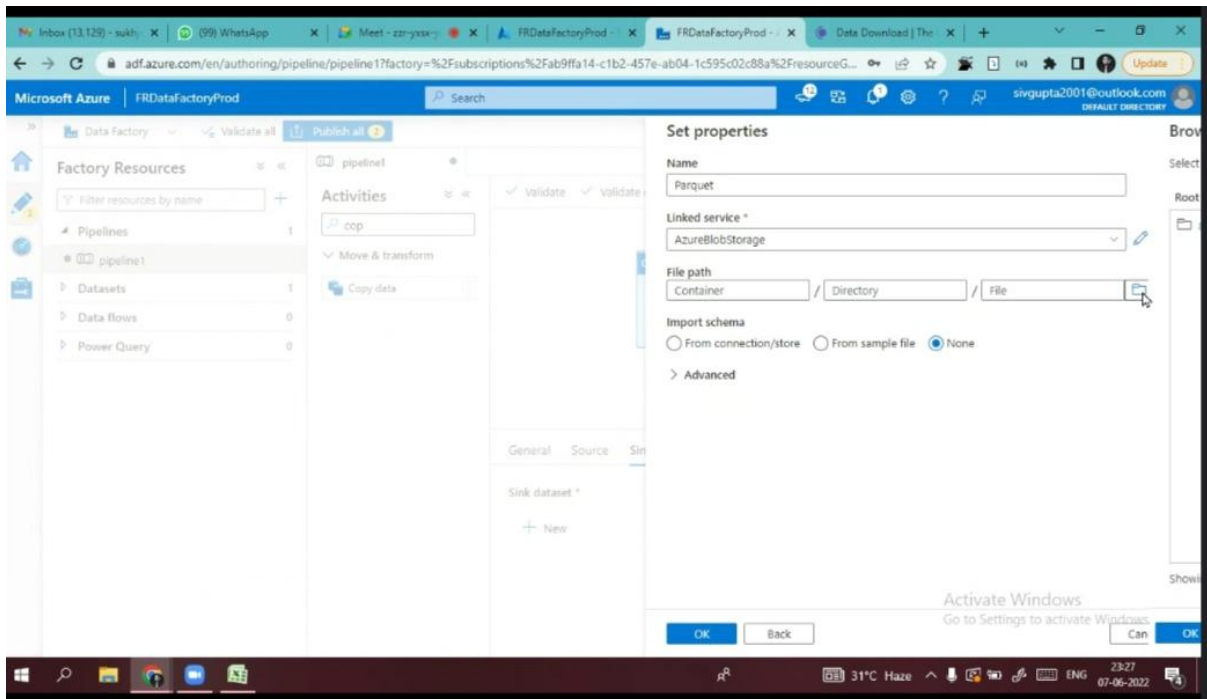 Inbox (13,129) - sukhj
(99) WhatsApp
Meet - zzr-yxsx-y
FRDataFactoryProd -
FRDataFactoryProd - A
Data Download | The
adf.azure.com/en/authoring/pipeline/pipeline1?factory=%2Fsubscriptions%2Fab9ffa14-c1b2-457e-ab04-1c595c02c88a%2FresourceG...
Update
Microsoft Azure
FRDataFactoryProd
Search
12
1
sivgupta2001@outlook.com
DEFAULT DIRECTORY
Data Factory
Validate all
Publish all 2
Factory Resources
Filter resources by name
Pipelines 1
pipeline1
Datasets 1
Data flows 0
Power Query 0
pipeline1
Activities
cop
Move & transform
Copy data
Validate
Validate
General
Source
Sin
Sink dataset *
New
Set properties
Name
Parquet
Linked service *
AzureBlobStorage
File path
Container / Directory / File
Import schema
From connection/store
From sample file
None
Advanced
OK
Back
Brow
Select
Root
Showi
Can
OK
Activate Windows
Go to Settings to activate Windows.
31°C Haze
ENG
23:27
07-06-2022